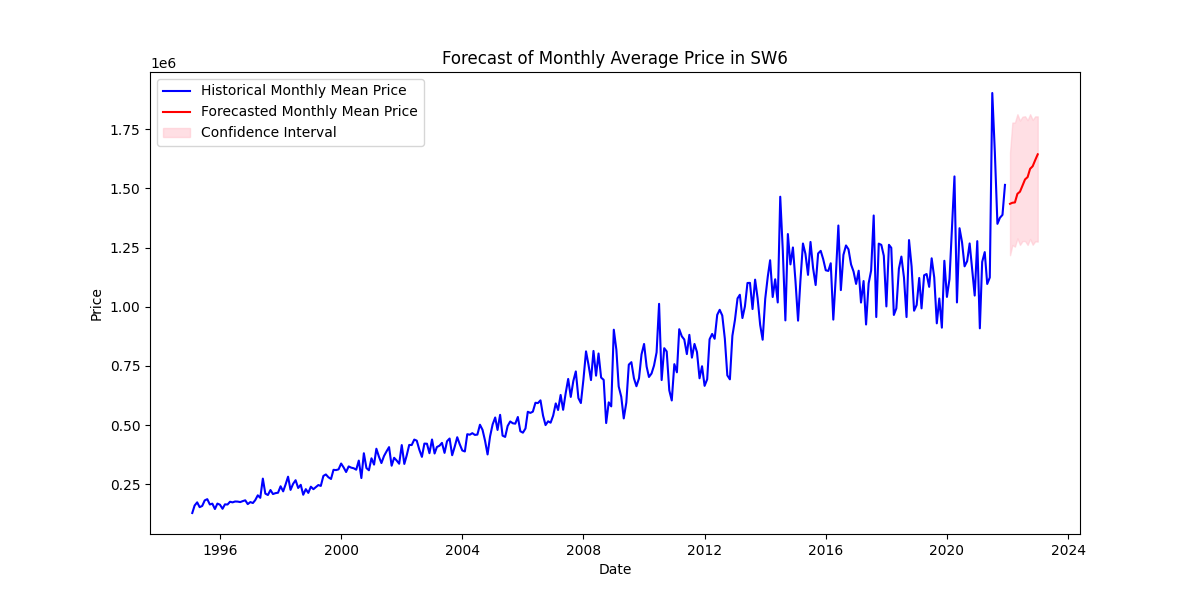 Forecast of Monthly Average Price in SW6
1e6
Historical Monthly Mean Price
Forecasted Monthly Mean Price
Confidence Interval
1.75
1.50
1.25
1.00
0.75
0.50
0.25
Price
1996 2000 2004 2008 2012 2016 2020 2024
Date